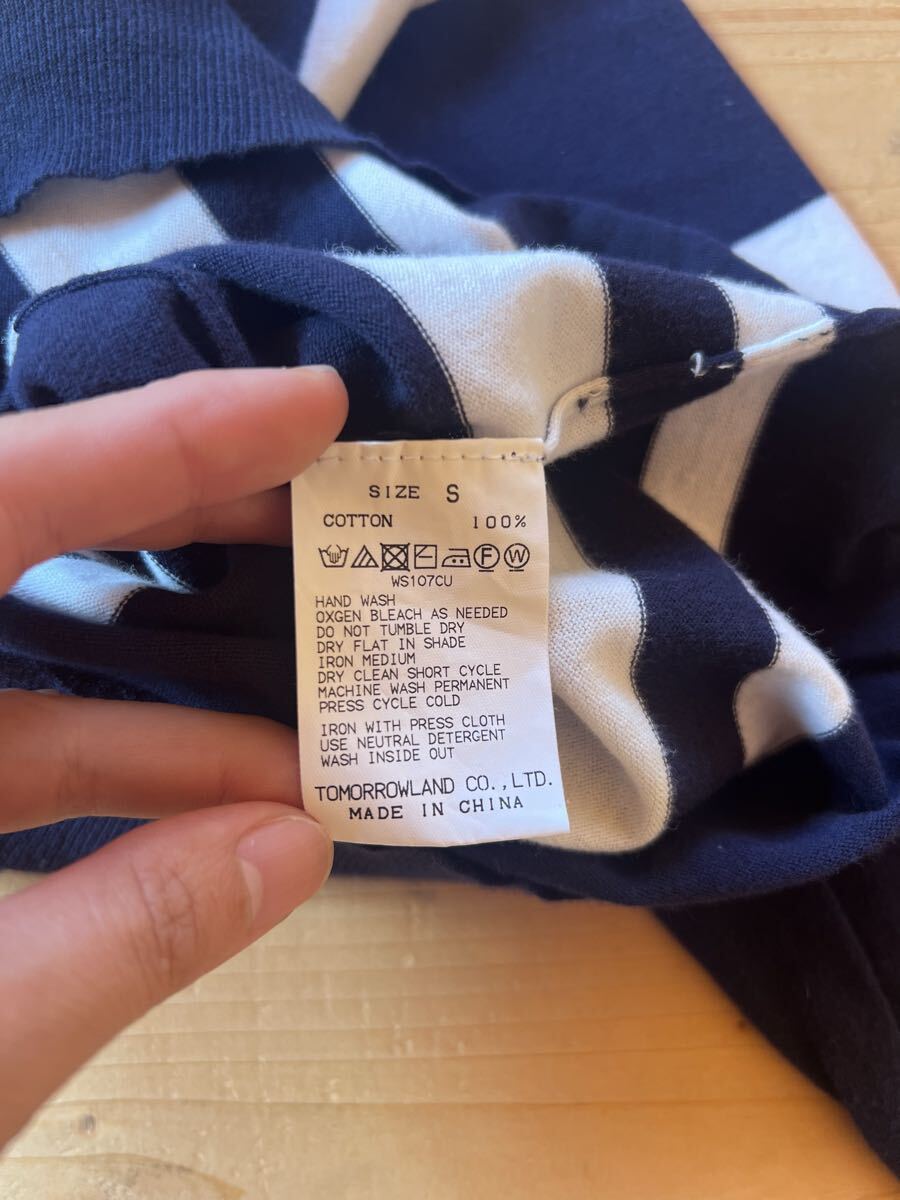 SIZE S
COTTON 100%
F W
WS107CU
HAND WASH
OXGEN BLEACH AS NEEDED
DO NOT TUMBLE DRY
DRY FLAT IN SHADE
IRON MEDIUM
DRY CLEAN SHORT CYCLE
MACHINE WASH PERMANENT
PRESS CYCLE COLD
IRON WITH PRESS CLOTH
USE NEUTRAL DETERGENT
WASH INSIDE OUT
TOMORROWLAND CO.,LTD.
MADE IN CHINA